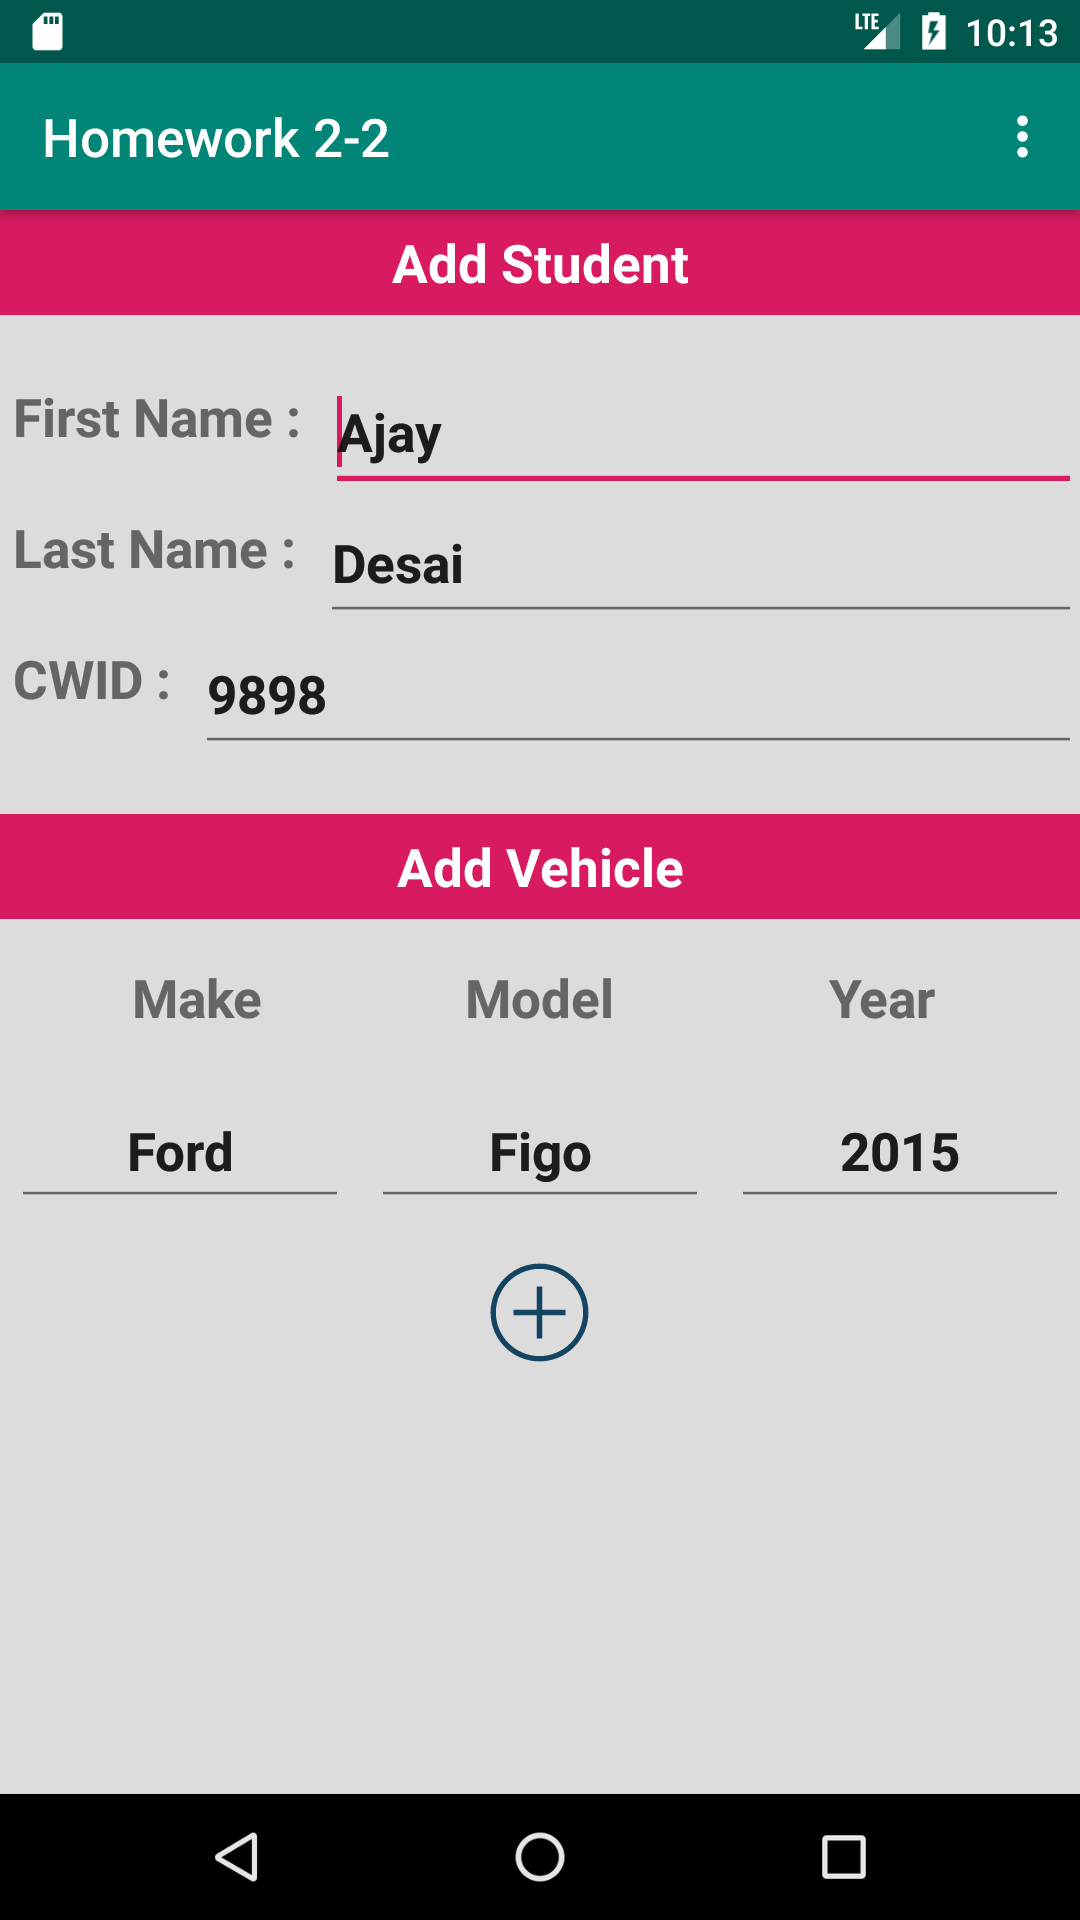 LTE 10:13
Homework 2-2
Add Student
First Name : Ajay
Last Name : Desai
CWID : 9898
Add Vehicle
Make Model Year
Ford Figo 2015